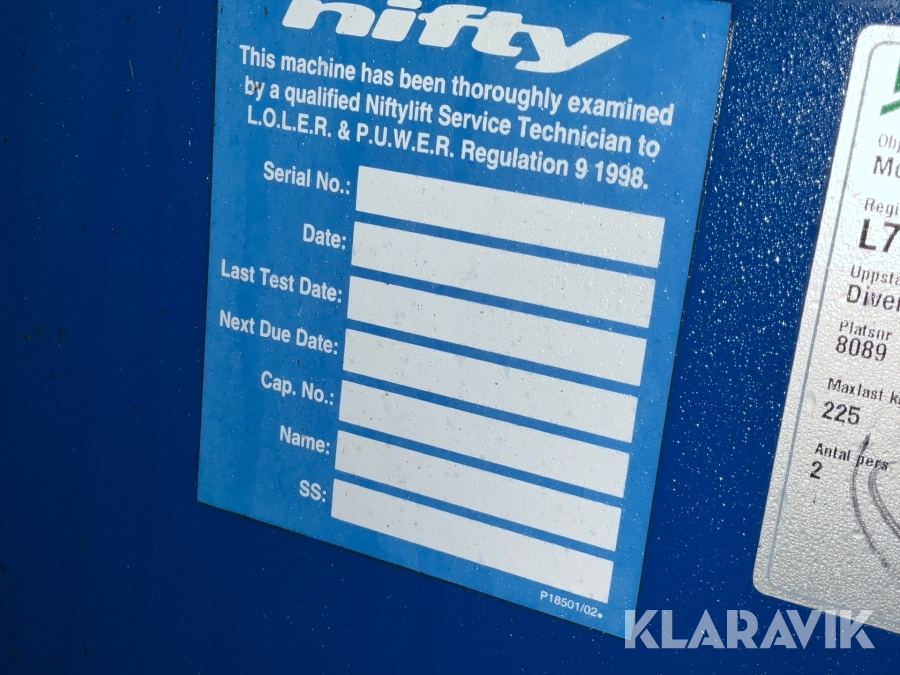 nifty
This machine has been thoroughly examined
by a qualified Niftylift Service Technician to
L.O.L.E.R. & P.U.W.E.R. Regulation 9 1998.
Serial No.:
Date:
Last Test Date:
Next Due Date:
Cap. No.:
Name:
SS:
P18501/02.
Platsnr
8089
Maxlast
225
Antal pers
2
KLARAVIK